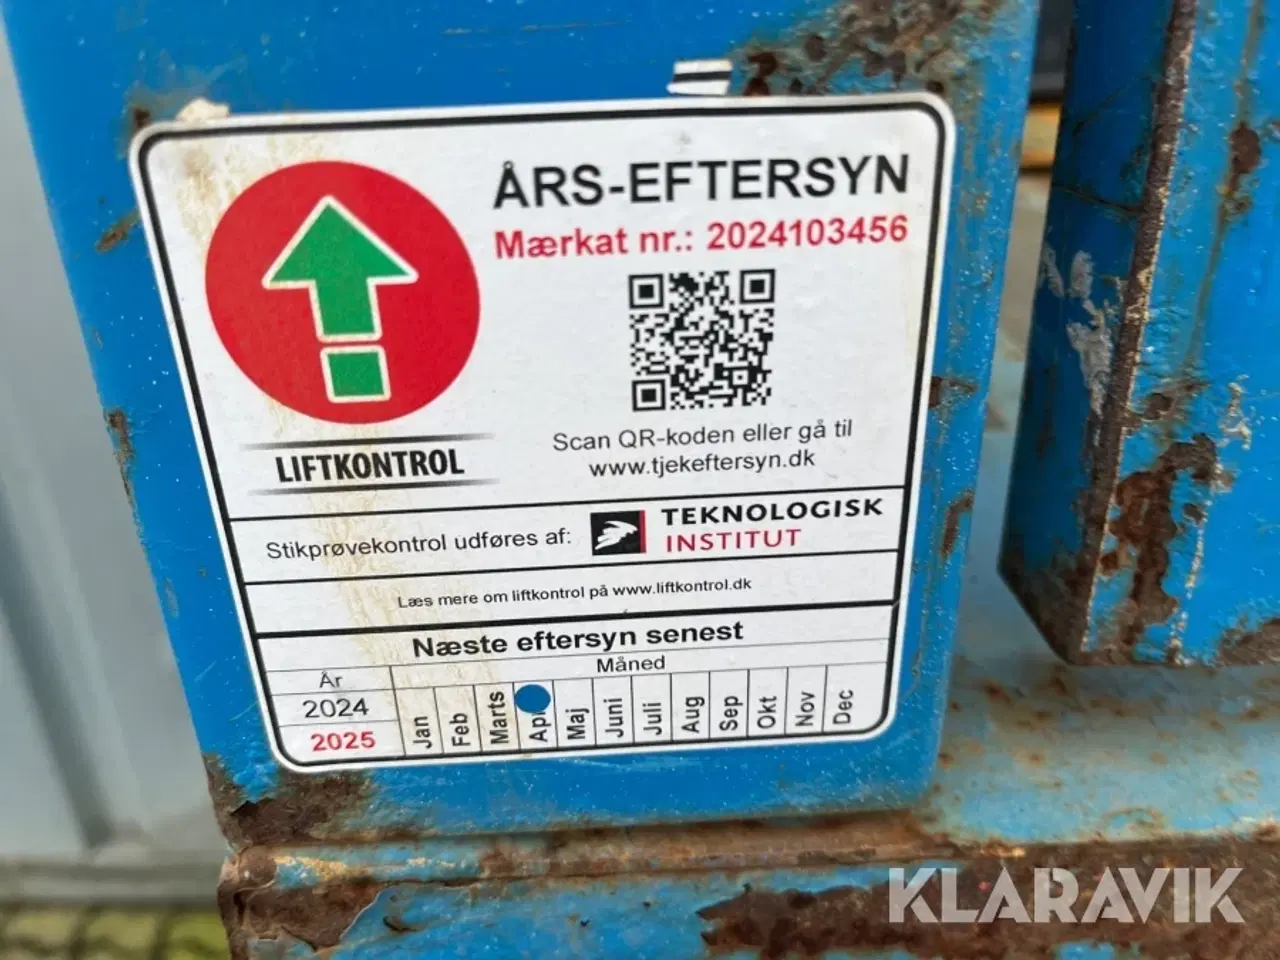 ÅRS-EFTERSYN
Mærkat nr.: 2024103456
Scan QR-koden eller gå til
www.tjekeftersyn.dk
LIFTKONTROL
Stikprøvekontrol udføres af:
TEKNOLOGISK
INSTITUT
Læs mere om liftkontrol på www.liftkontrol.dk
Næste eftersyn senest
År
Måned
2024
2025
Jan
Feb
Marts
Maj
Juni
Juli
Aug
Sep
Okt
Nov
Dec
KLARAVIK